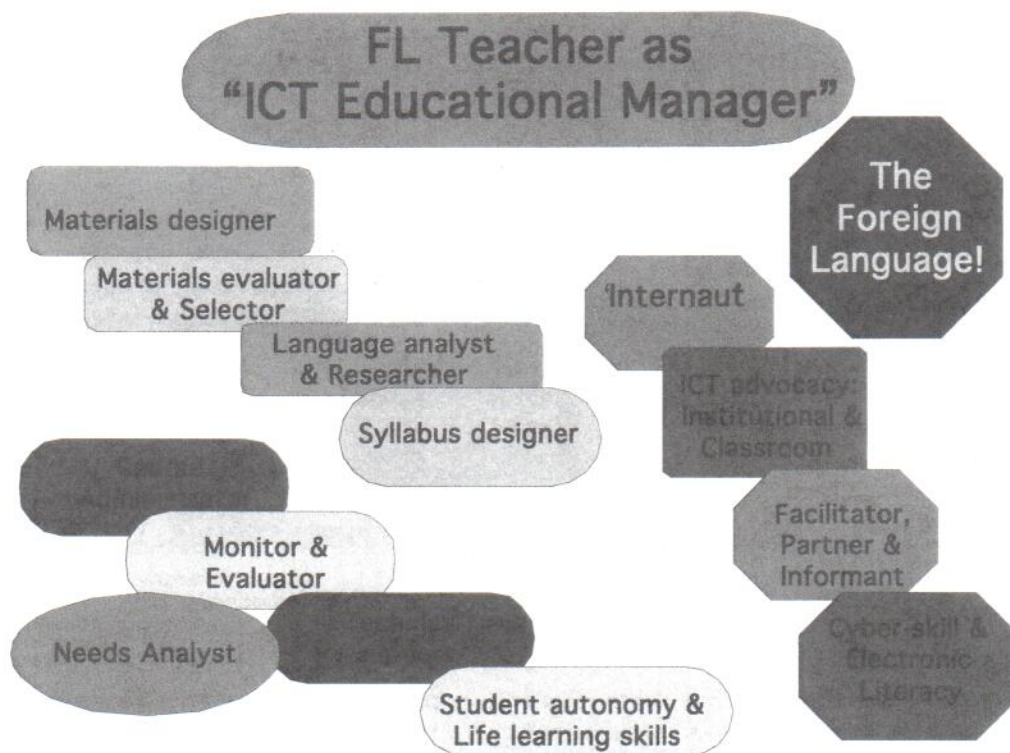 FL Teacher as
“ICT Educational Manager”
The
Foreign
Language!
Materials designer
Materials evaluator
& Selector
Language analyst
& Researcher
Syllabus designer
'Internaut'
ICT advocacy:
Institutional &
Classroom
Facilitator,
Partner &
Informant
Cyber-skill &
Electronic
Literacy
Monitor &
Evaluator
Needs Analyst
Student autonomy &
Life learning skills